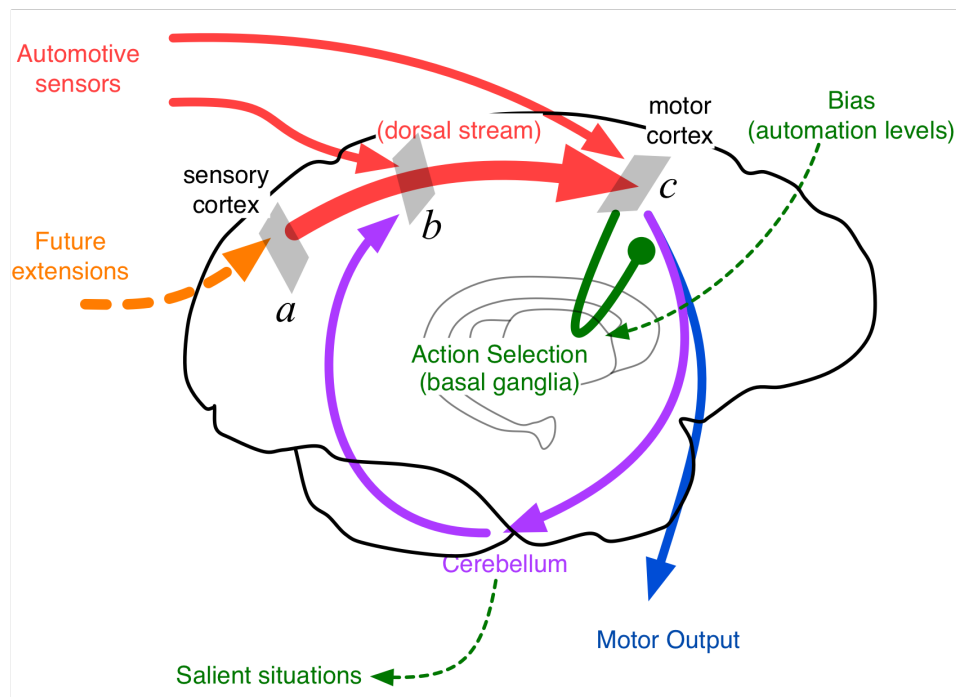 Automotive
sensors
(dorsal stream)
motor
cortex
Bias
(automation levels)
sensory
cortex
c
b
Future
extensions
a
Action Selection
(basal ganglia)
Cerebellum
Motor Output
Salient situations